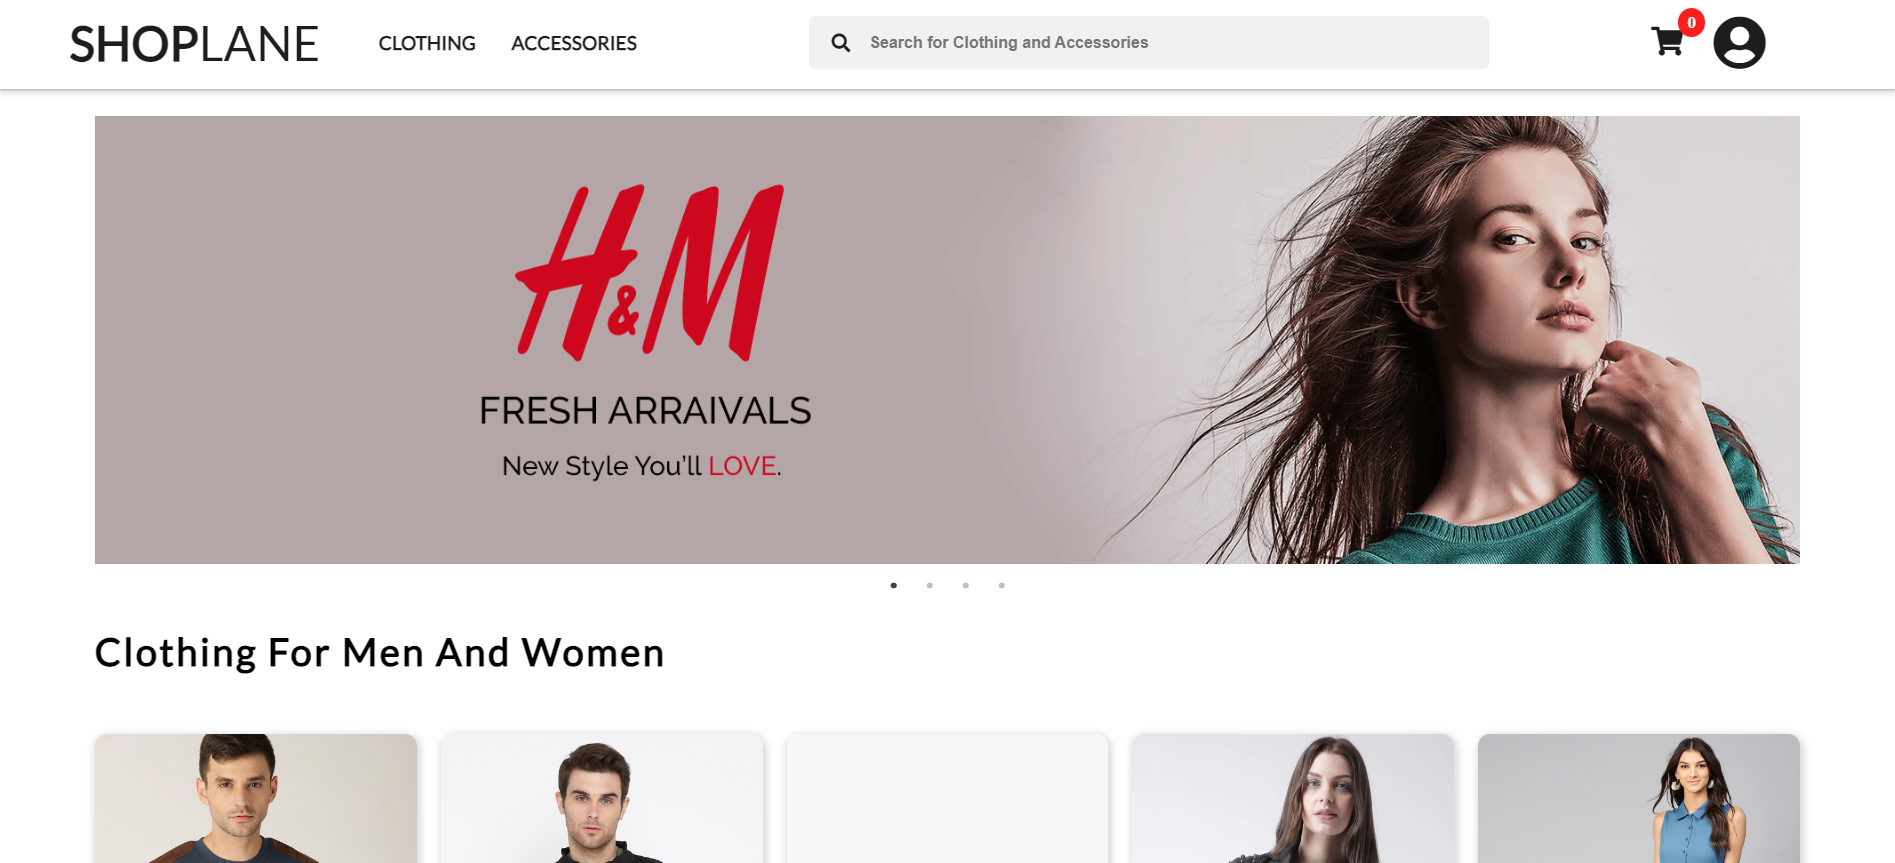 SHOPLANE
CLOTHING
ACCESSORIES
Search for Clothing and Accessories
0
H&M
FRESH ARRAIVALS
New Style You'll LOVE.
Clothing For Men And Women